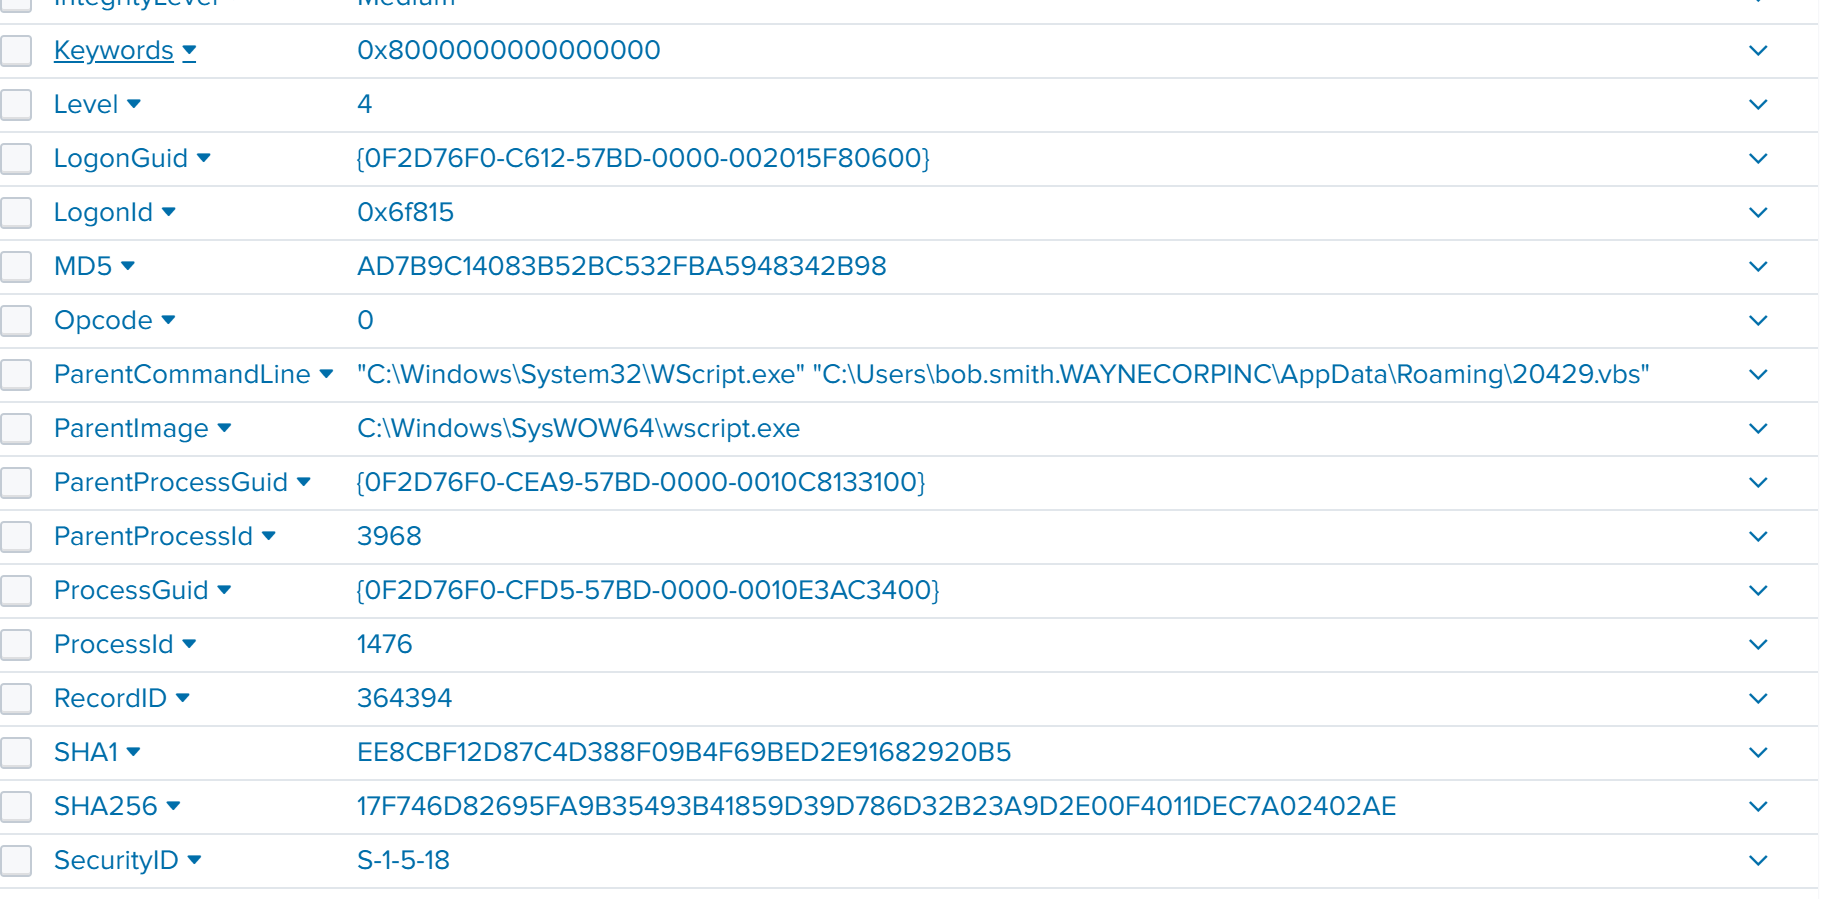 IntegrityLevel Medium
Keywords 0x8000000000000000
Level 4
LogonGuid {0F2D76F0-C612-57BD-0000-002015F80600}
LogonId 0x6f815
MD5 AD7B9C14083B52BC532FBA5948342B98
Opcode 0
ParentCommandLine "C:\Windows\System32\WScript.exe" "C:\Users\bob.smith.WAYNECORPINC\AppData\Roaming\20429.vbs"
ParentImage C:\Windows\SysWOW64\wscript.exe
ParentProcessGuid {0F2D76F0-CEA9-57BD-0000-0010C8133100}
ParentProcessId 3968
ProcessGuid {0F2D76F0-CFD5-57BD-0000-0010E3AC3400}
ProcessId 1476
RecordID 364394
SHA1 EE8CBF12D87C4D388F09B4F69BED2E91682920B5
SHA256 17F746D82695FA9B35493B41859D39D786D32B23A9D2E00F4011DEC7A02402AE
SecurityID S-1-5-18